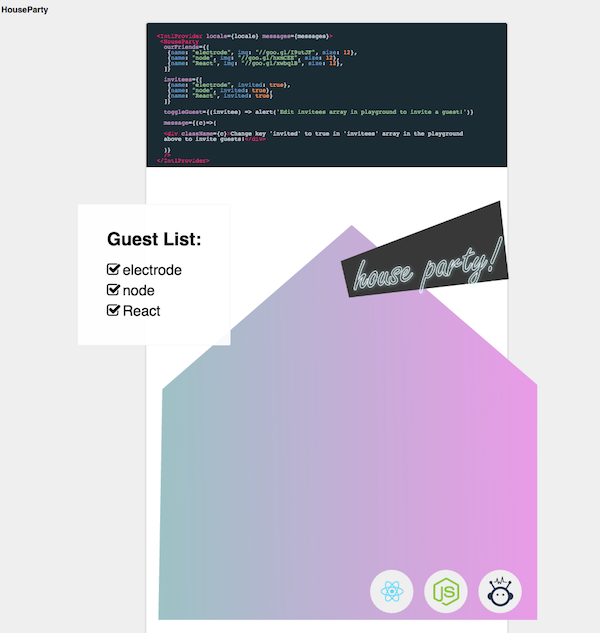 HouseParty
<IntlProvider locale={locale} messages={messages}>
<HouseParty
ourFriends={[
{name: "electrode", img: "//goo.gl/I9utJF", size: 12},
{name: "node", img: "//goo.gl/hxmCXE", size: 12},
{name: "React", img: "//goo.gl/xwbqiB", size: 12},
]}
invitees={[
{name: "electrode", invited: true},
{name: "node", invited: true},
{name: "React", invited: true}
]}
toggleGuest={(invitee) => alert('Edit invitees array in playground to invite a guest!')}
message={(c)=>(
<div className={c}>Change key 'invited' to true in 'invitees' array in the playground
above to invite guests!</div>
)}
/>
</IntlProvider>
house party!
Guest List:
electrode
node
React
JS